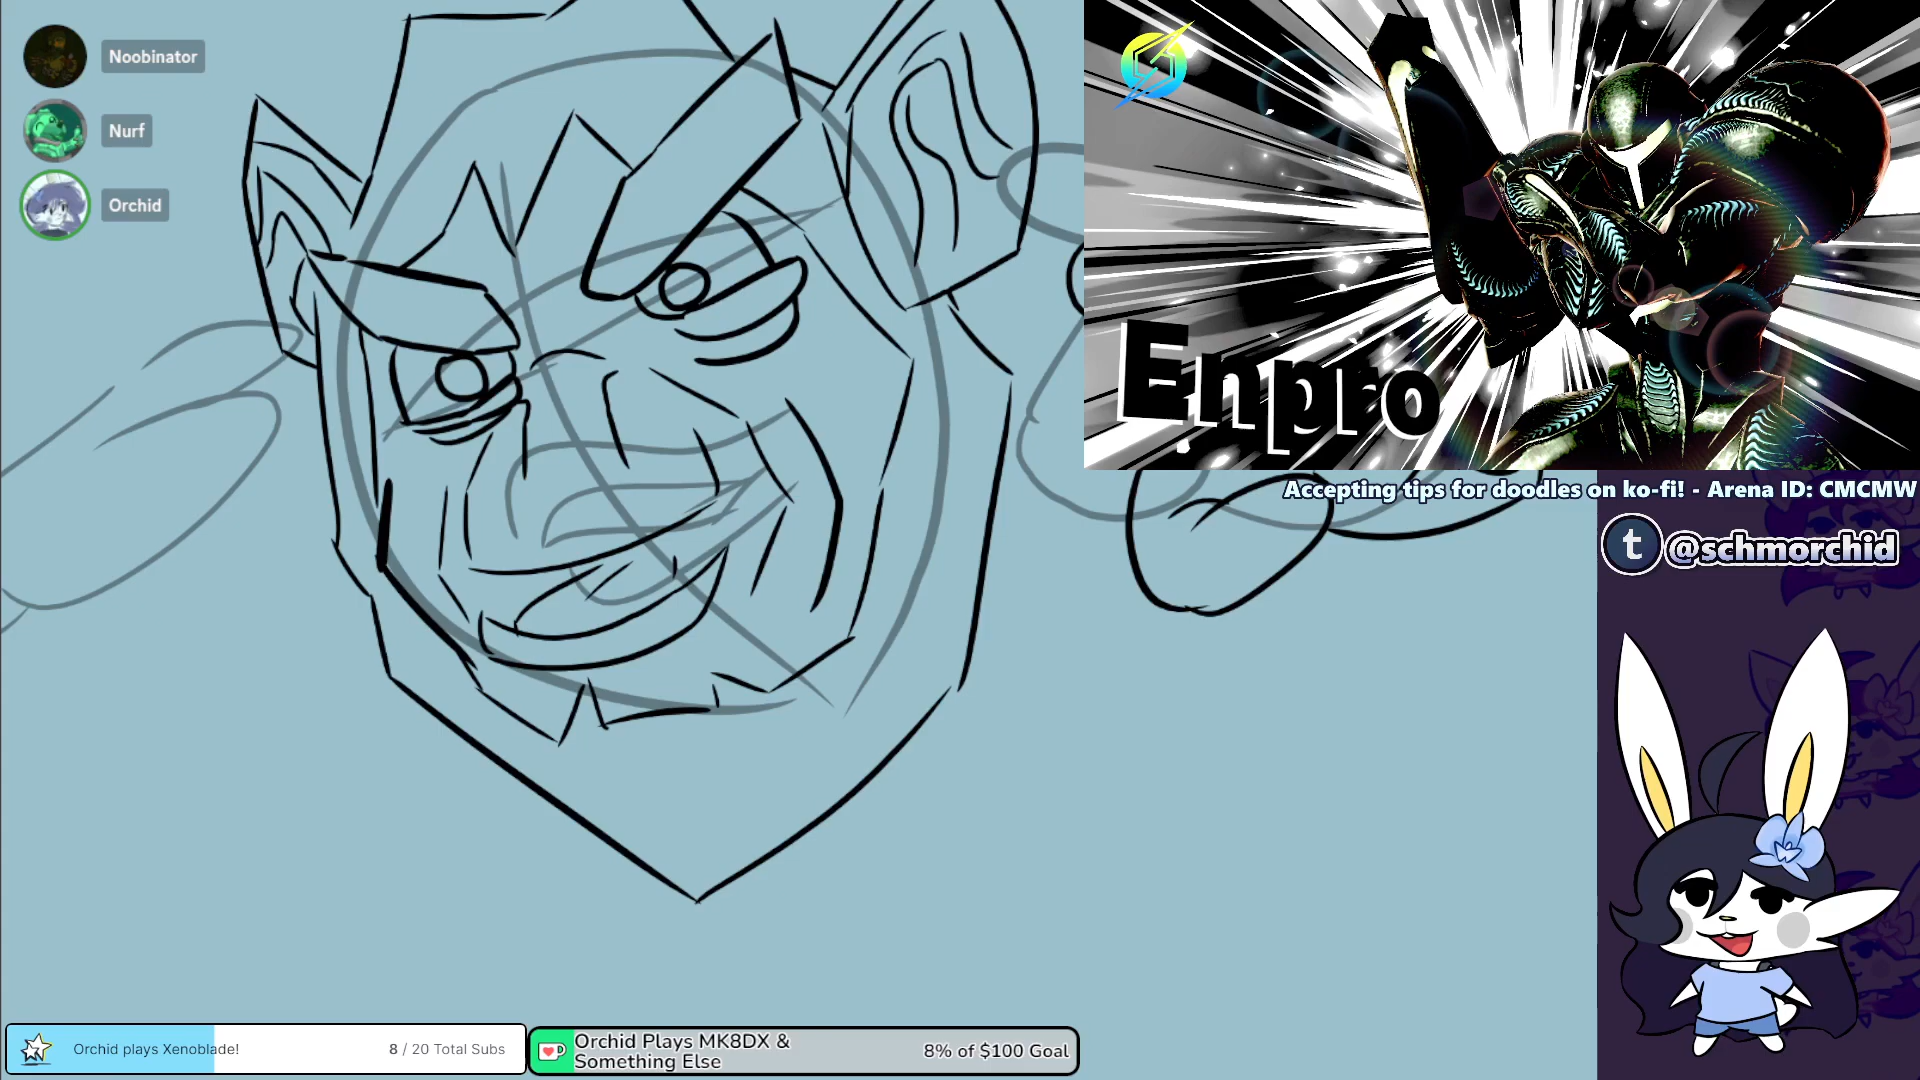 Noobinator
Nurf
Orchid
Enpro
Accepting tips for doodles on ko-fi! - Arena ID: CMCMW
t @schmorchid
Orchid plays Xenoblade!
8 / 20 Total Subs
Orchid Plays MK8DX &
Something Else
8% of $100 Goal